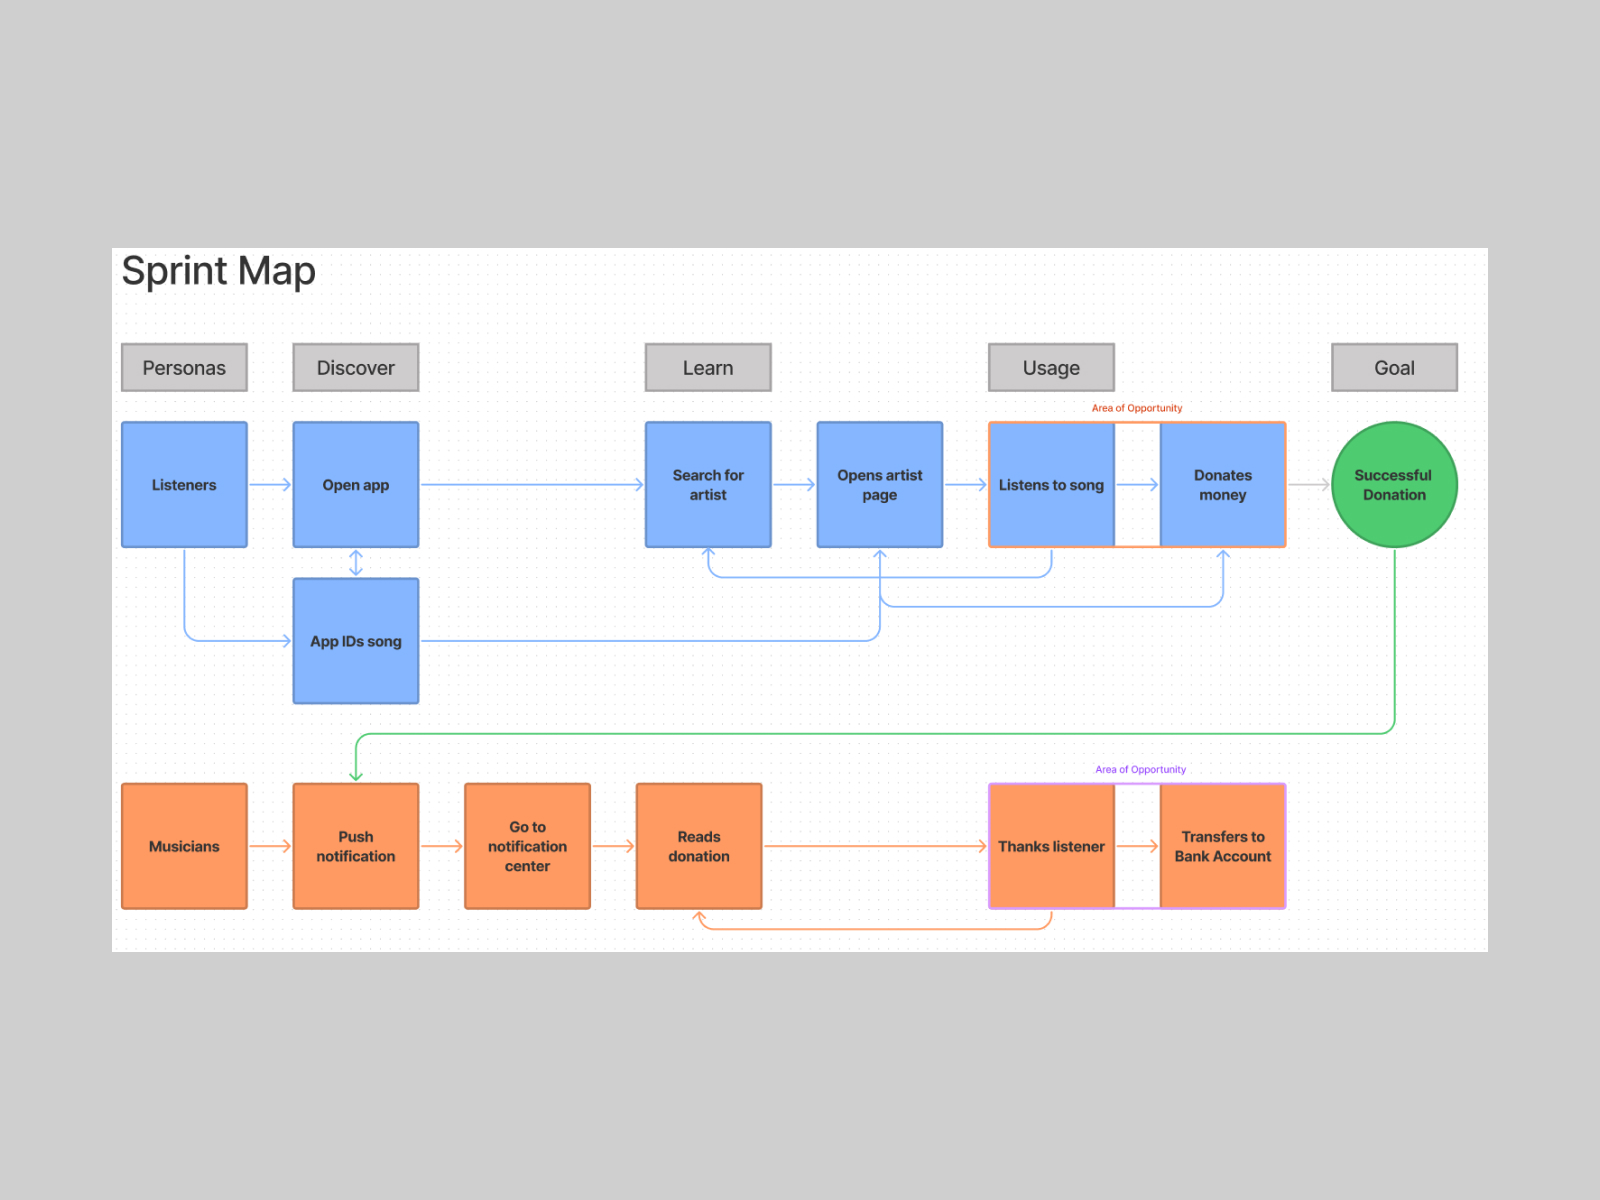 Sprint Map
Personas
Discover
Learn
Usage
Goal
Area of Opportunity
Listeners
Open app
Search for
artist
Opens artist
page
Listens to song
Donates
money
Successful
Donation
App IDs song
Area of Opportunity
Musicians
Push
notification
Go to
notification
center
Reads
donation
Thanks listener
Transfers to
Bank Account